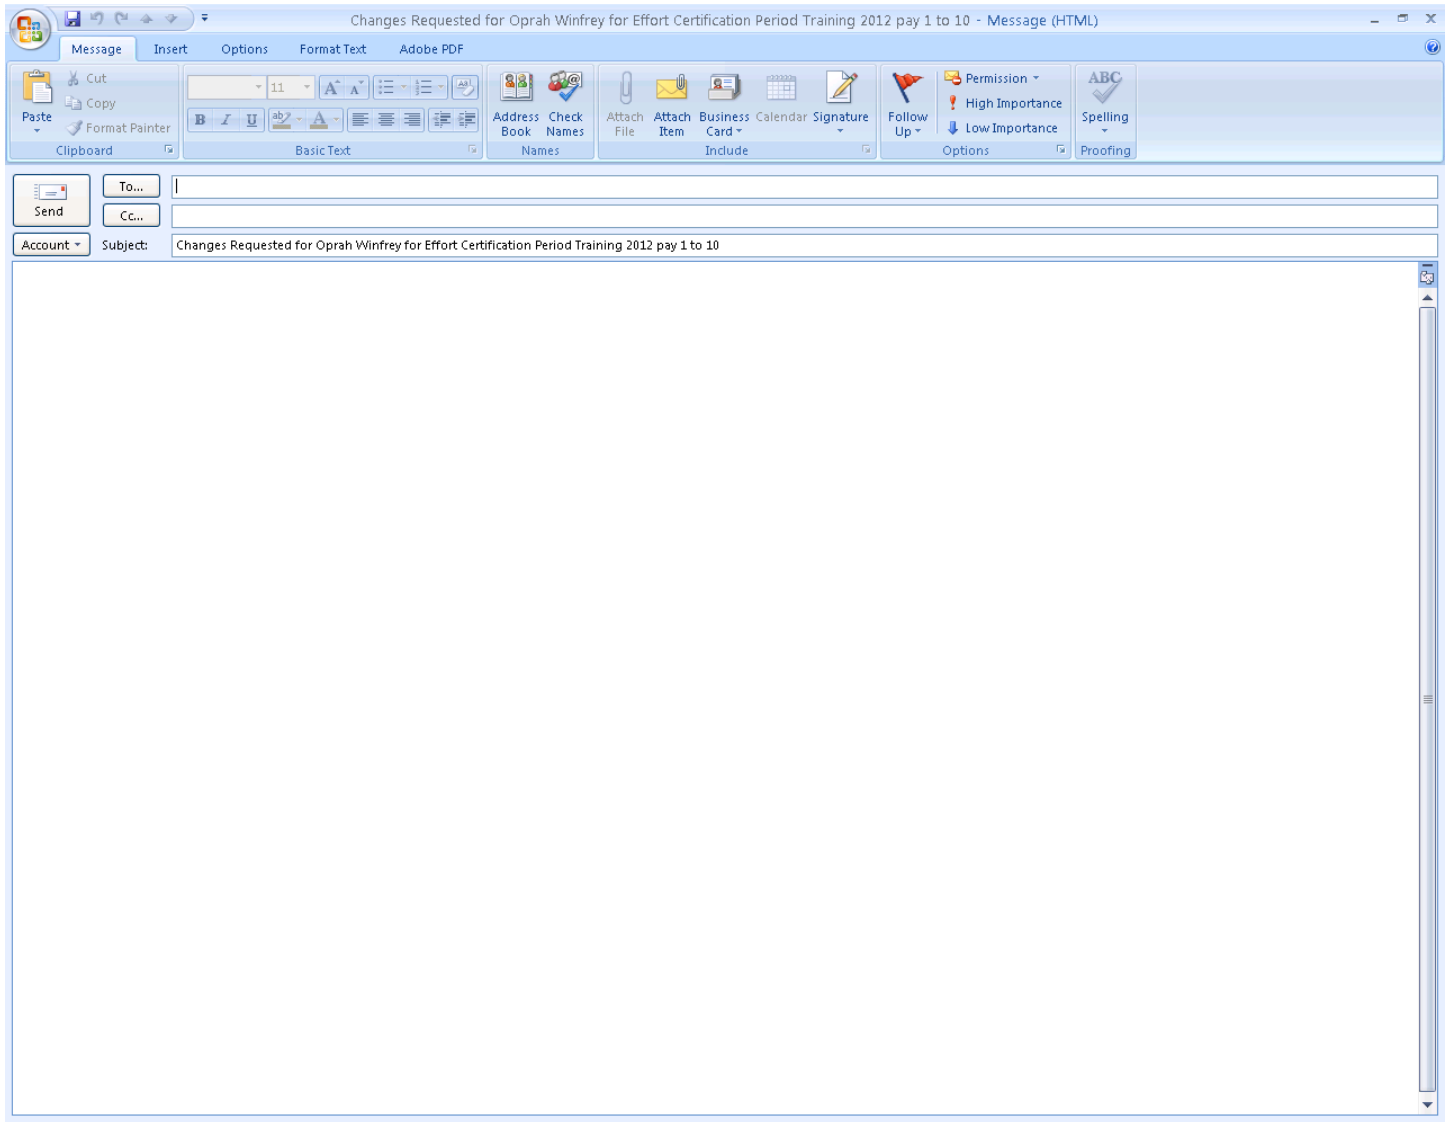 Changes Requested for Oprah Winfrey for Effort Certification Period Training 2012 pay 1 to 10 - Message (HTML)
Message Insert Options Format Text Adobe PDF
Paste
Cut
Copy
Format Painter
Clipboard
11
B I U ab A
Basic Text
Address Book
Check Names
Names
Attach File
Attach Item
Business Card
Calendar
Signature
Include
Follow Up
Permission
High Importance
Low Importance
Options
ABC
Spelling
Proofing
Send
To...
Cc...
Account
Subject: Changes Requested for Oprah Winfrey for Effort Certification Period Training 2012 pay 1 to 10